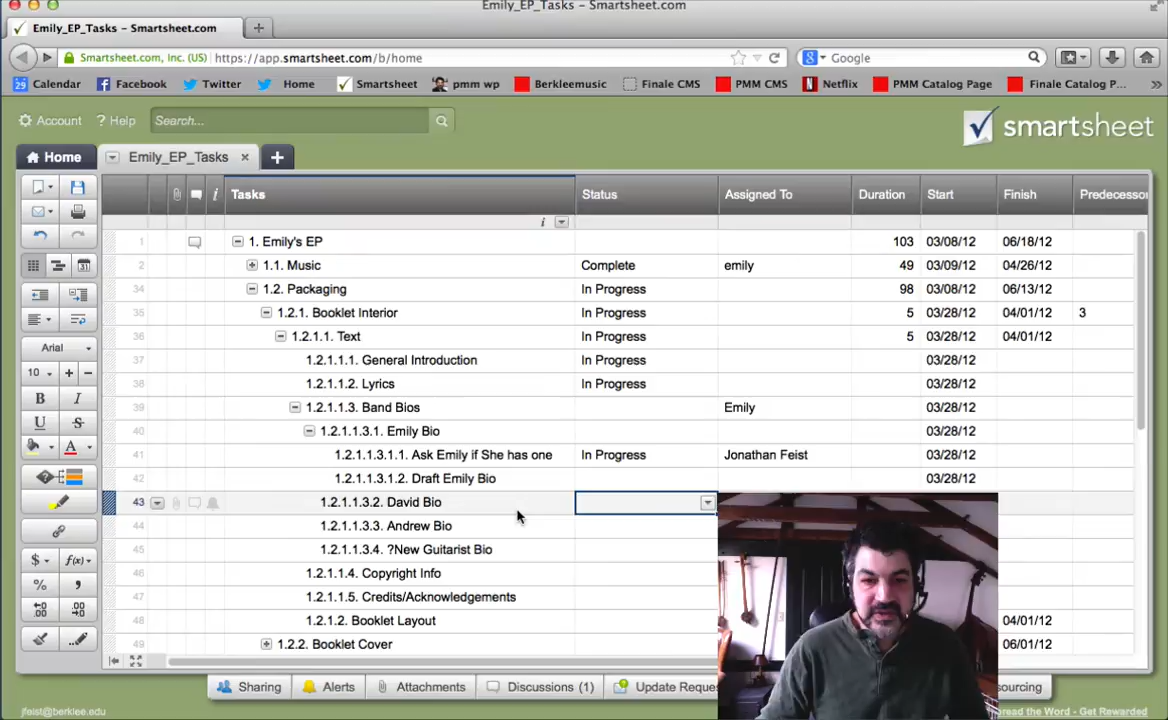 Emily_EP_Tasks - Smartsheet.com
Emily_EP_Tasks - Smartsheet.com
Smartsheet.com, Inc. (US) https://app.smartsheet.com/b/home Google
29 Calendar Facebook Twitter Home Smartsheet pmm wp Berkleemusic Finale CMS PMM CMS Netflix PMM Catalog Page Finale Catalog P...
Account ? Help Search... smartsheet
Home Emily_EP_Tasks
Tasks Status Assigned To Duration Start Finish Predecessor
1 1. Emily's EP 103 03/08/12 06/18/12
2 1.1. Music Complete emily 49 03/09/12 04/26/12
34 1.2. Packaging In Progress 98 03/08/12 06/13/12
35 1.2.1. Booklet Interior In Progress 5 03/28/12 04/01/12 3
36 1.2.1.1. Text In Progress 5 03/28/12 04/01/12
37 1.2.1.1.1. General Introduction In Progress 03/28/12
38 1.2.1.1.2. Lyrics In Progress 03/28/12
39 1.2.1.1.3. Band Bios Emily 03/28/12
40 1.2.1.1.3.1. Emily Bio 03/28/12
41 1.2.1.1.3.1.1. Ask Emily if She has one In Progress Jonathan Feist 03/28/12
42 1.2.1.1.3.1.2. Draft Emily Bio 03/28/12
43 1.2.1.1.3.2. David Bio
44 1.2.1.1.3.3. Andrew Bio
45 1.2.1.1.3.4. ?New Guitarist Bio
46 1.2.1.1.4. Copyright Info
47 1.2.1.1.5. Credits/Acknowledgements
48 1.2.1.2. Booklet Layout 04/01/12
49 1.2.2. Booklet Cover 06/01/12
Arial
10 + −
B I
U S
A
$ f(x)
% ,
Sharing Alerts Attachments Discussions (1) Update Reque sourcing
jfeist@berklee.edu pread the Word - Get Rewarded